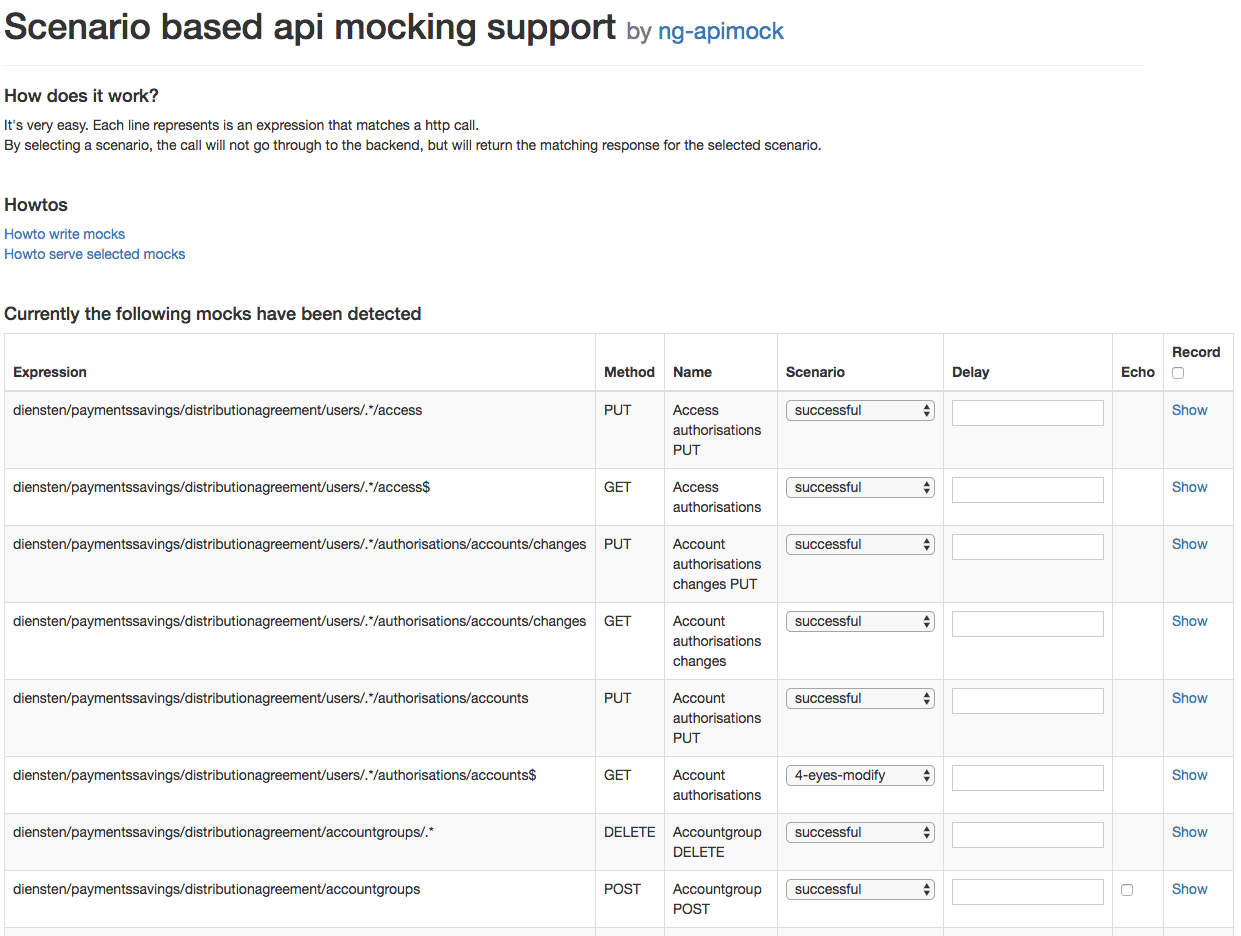 Scenario based api mocking support by ng-apimock
How does it work?
It's very easy. Each line represents is an expression that matches a http call.
By selecting a scenario, the call will not go through to the backend, but will return the matching response for the selected scenario.
Howtos
Howto write mocks
Howto serve selected mocks
Currently the following mocks have been detected
Record
Expression Method Name Scenario Delay Echo
diensten/paymentssavings/distributionagreement/users/.*/access PUT Access successful Show
authorisations
PUT
diensten/paymentssavings/distributionagreement/users/.*/access$ GET Access successful Show
authorisations
diensten/paymentssavings/distributionagreement/users/.*/authorisations/accounts/changes PUT Account successful Show
authorisations
changes PUT
diensten/paymentssavings/distributionagreement/users/.*/authorisations/accounts/changes GET Account successful Show
authorisations
changes
diensten/paymentssavings/distributionagreement/users/.*/authorisations/accounts PUT Account successful Show
authorisations
PUT
diensten/paymentssavings/distributionagreement/users/.*/authorisations/accounts$ GET Account 4-eyes-modify Show
authorisations
diensten/paymentssavings/distributionagreement/accountgroups/.* DELETE Accountgroup successful Show
DELETE
diensten/paymentssavings/distributionagreement/accountgroups POST Accountgroup successful Show
POST